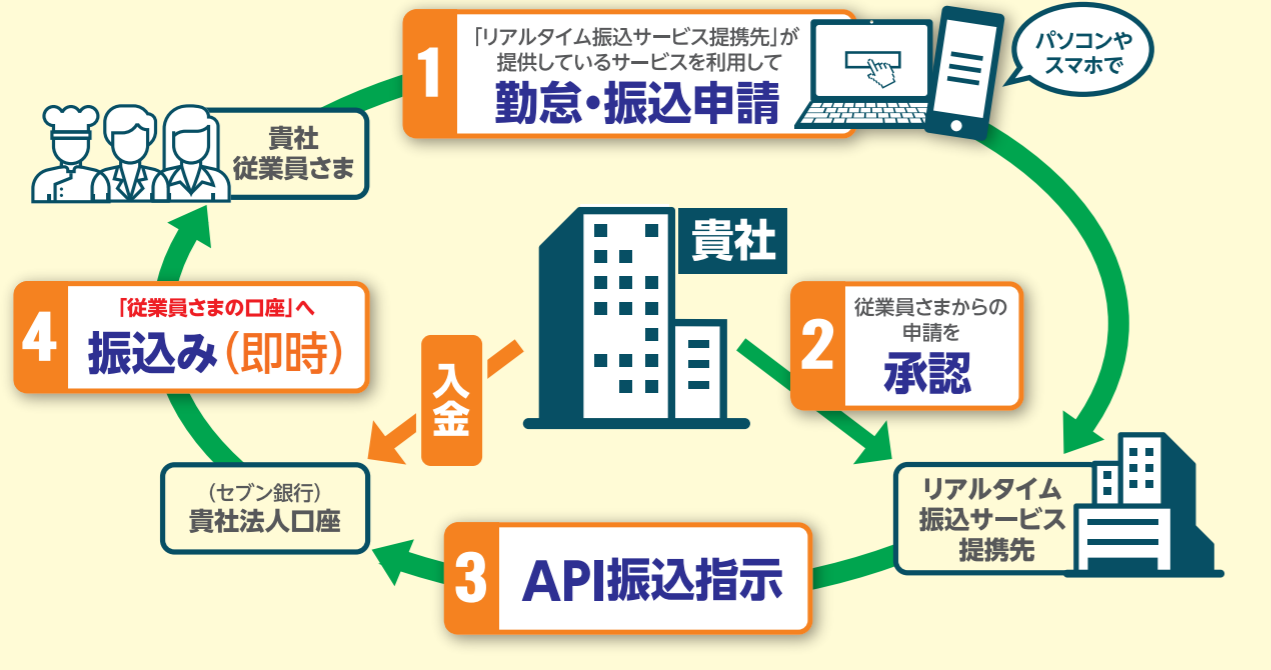 1
「リアルタイム振込サービス提携先」が
提供しているサービスを利用して
勤怠・振込申請
パソコンや
スマホで
貴社
従業員さま
貴社
2
従業員さまからの
申請を
承認
4
「従業員さまの口座」へ
振込み(即時)
入金
(セブン銀行)
貴社法人口座
リアルタイム
振込サービス
提携先
3
API振込指示